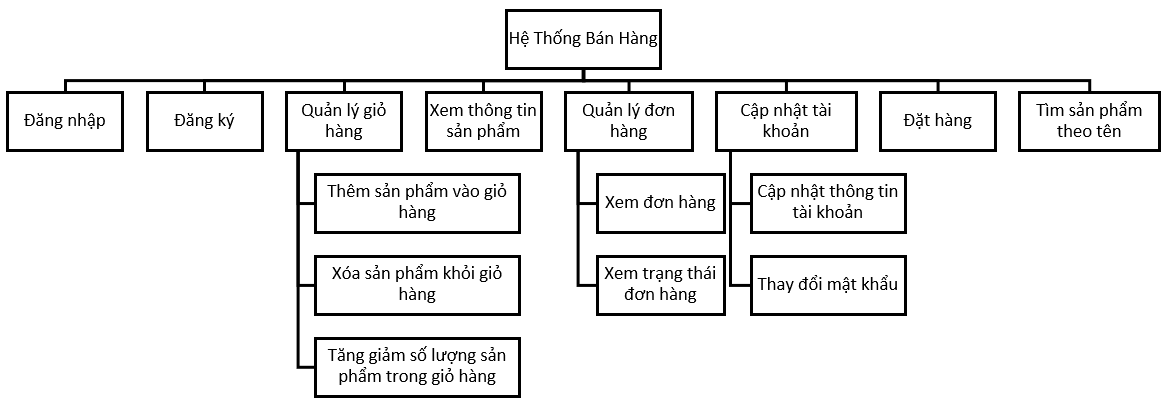 Hệ Thống Bán Hàng
Đăng nhập
Đăng ký
Quản lý giỏ
hàng
Xem thông tin
sản phẩm
Quản lý đơn
hàng
Cập nhật tài
khoản
Đặt hàng
Tìm sản phẩm
theo tên
Thêm sản phẩm vào giỏ
hàng
Xóa sản phẩm khỏi giỏ
hàng
Tăng giảm số lượng sản
phẩm trong giỏ hàng
Xem đơn hàng
Xem trạng thái
đơn hàng
Cập nhật thông tin
tài khoản
Thay đổi mật khẩu